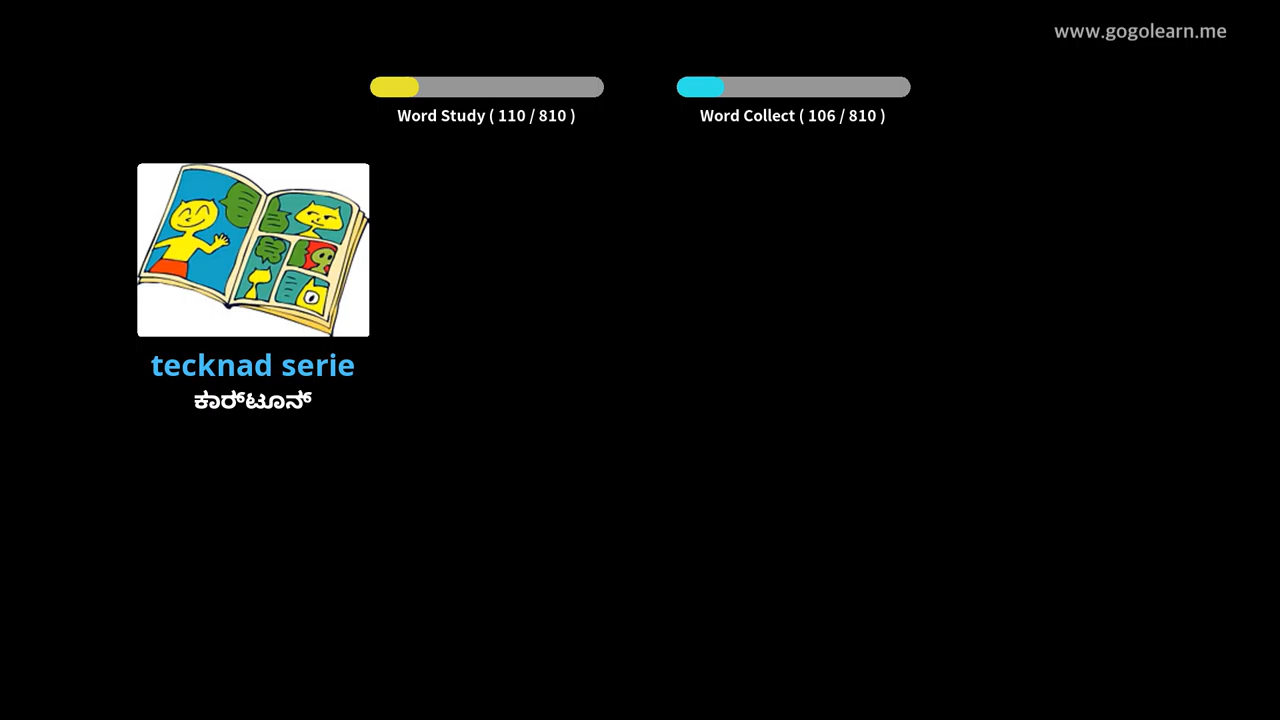 www.gogolearn.me
Word Study ( 110 / 810 )
Word Collect ( 106 / 810 )
tecknad serie
ಕಾರ್‍ಟೂನ್